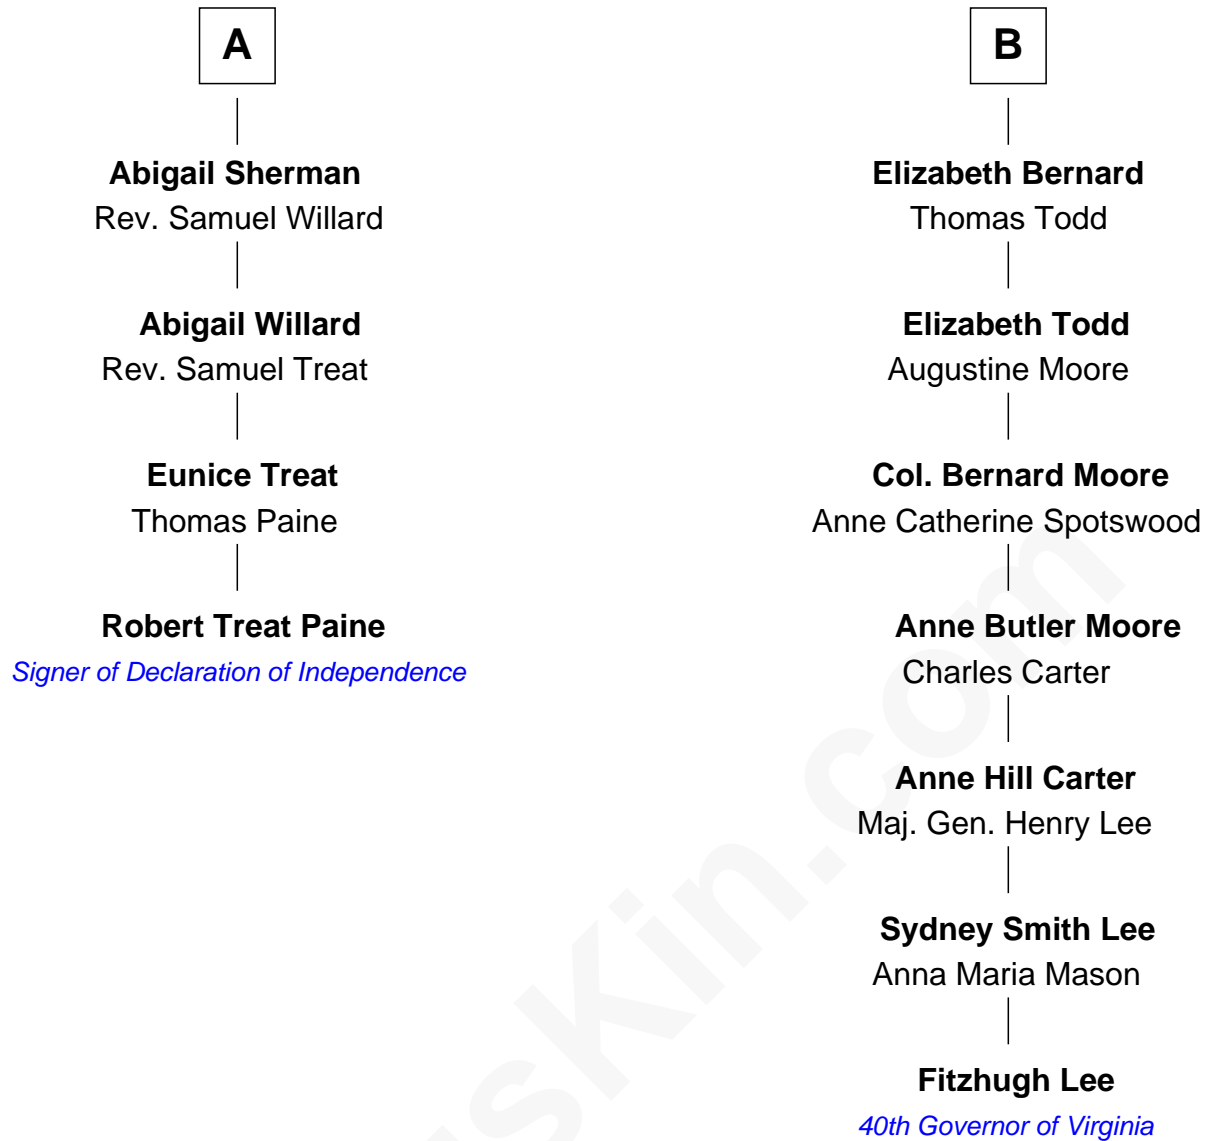 A
Abigail Sherman
Rev. Samuel Willard
Abigail Willard
Rev. Samuel Treat
Eunice Treat
Thomas Paine
Robert Treat Paine
Signer of Declaration of Independence
B
Elizabeth Bernard
Thomas Todd
Elizabeth Todd
Augustine Moore
Col. Bernard Moore
Anne Catherine Spotswood
Anne Butler Moore
Charles Carter
Anne Hill Carter
Maj. Gen. Henry Lee
Sydney Smith Lee
Anna Maria Mason
Fitzhugh Lee
40th Governor of Virginia